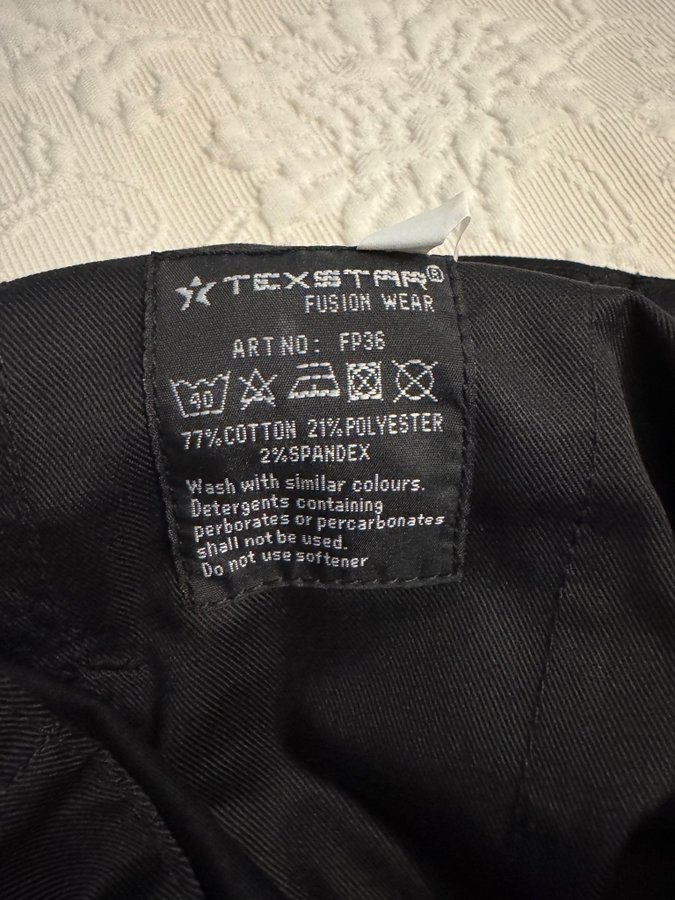 TEXSTAR®
FUSION WEAR
ART NO: FP36
40
77%COTTON 21%POLYESTER
2%SPANDEX
Wash with similar colours.
Detergents containing
perborates or percarbonates
shall not be used.
Do not use softener